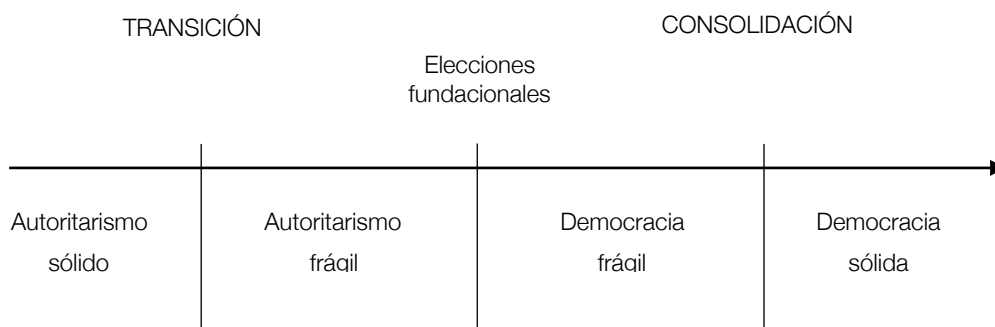 TRANSICIÓN
CONSOLIDACIÓN
Elecciones
fundacionales
Autoritarismo
sólido
Autoritarismo
frágil
Democracia
frágil
Democracia
sólida